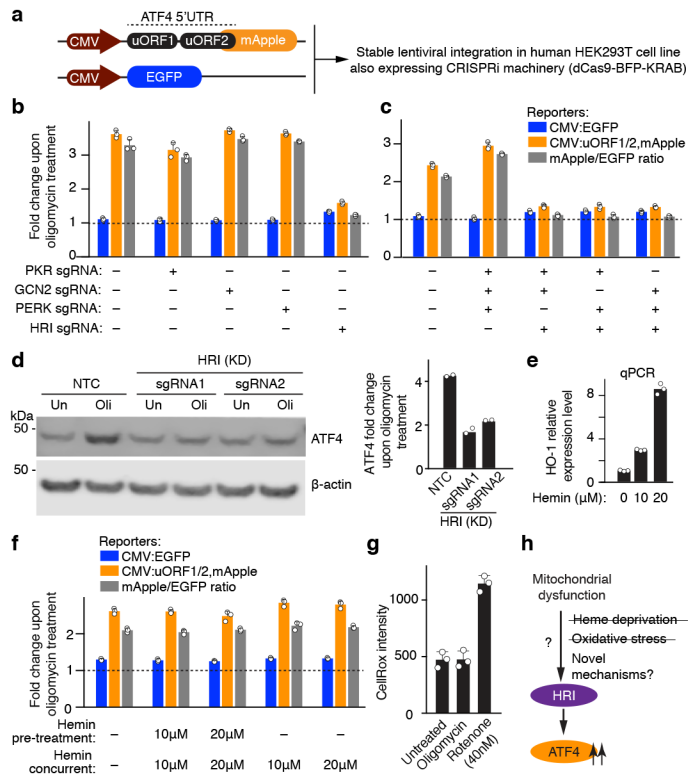 a
ATF4 5'UTR
CMV uORF1 uORF2 mApple
CMV EGFP
Stable lentiviral integration in human HEK293T cell line
also expressing CRISPRi machinery (dCas9-BFP-KRAB)
b
Fold change upon
oligomycin treatment
3
2
1
0
PKR sgRNA: – + – – –
GCN2 sgRNA: – – + – –
PERK sgRNA: – – – + –
HRI sgRNA: – – – – +
c
Reporters:
CMV:EGFP
CMV:uORF1/2,mApple
mApple/EGFP ratio
3
2
1
0
– + – + +
– + + – +
– + + + –
– – + + +
d
HRI (KD)
NTC sgRNA1 sgRNA2
kDa Un Oli Un Oli Un Oli
50 - ATF4
50 - β-actin
ATF4 fold change
upon oligomycin
treatment
4
2
0
NTC
sgRNA1
sgRNA2
HRI (KD)
e
qPCR
HO-1 relative
expression level
8
4
0
Hemin (μM): 0 10 20
f
Reporters:
CMV:EGFP
CMV:uORF1/2,mApple
mApple/EGFP ratio
Fold change upon
oligomycin treatment
2
1
0
Hemin
pre-treatment: – 10μM 20μM – –
Hemin
concurrent: – 10μM 20μM 10μM 20μM
g
CellRox intensity
1000
500
0
Untreated
Oligomycin
Rotenone
(40nM)
h
Mitochondrial
dysfunction
Heme deprivation
Oxidative stress
?
Novel
mechanisms?
HRI
ATF4